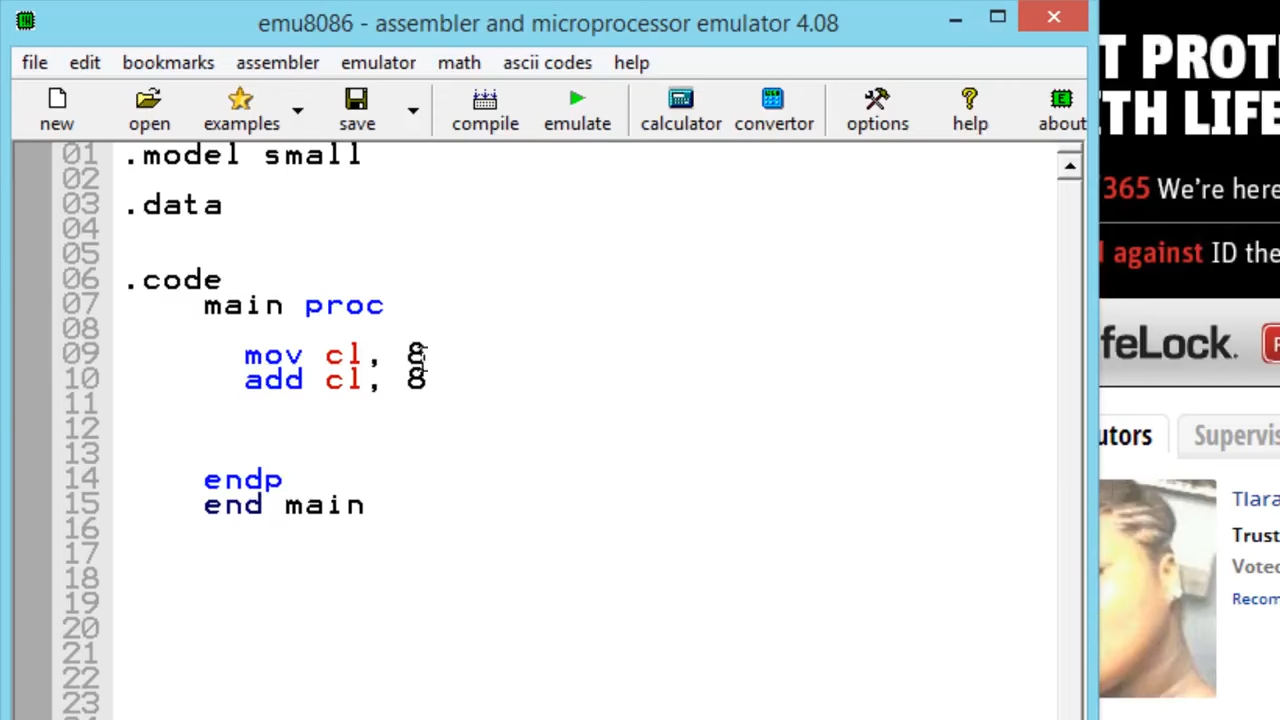 emu8086 - assembler and microprocessor emulator 4.08
file edit bookmarks assembler emulator math ascii codes help
new open examples save compile emulate calculator convertor options help about
01 .model small
02
03 .data
04
05
06 .code
07 main proc
08
09 mov cl, 8
10 add cl, 8
11
12
13
14 endp
15 end main
16
17
18
19
20
21
22
23
T PROT
ITH LIFE
365 We're here
against ID the
feLock.
utors Supervis
Trust
Voted
Recom